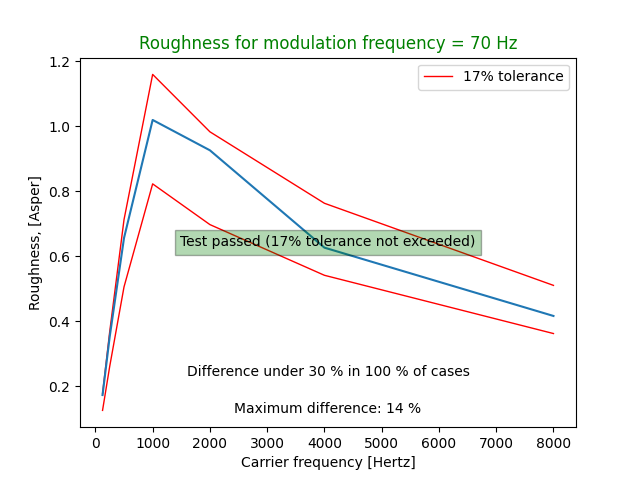 Roughness for modulation frequency = 70 Hz
17% tolerance
1.2
1.0
0.8
0.6
0.4
0.2
Roughness, [Asper]
Test passed (17% tolerance not exceeded)
Difference under 30 % in 100 % of cases
Maximum difference: 14 %
0 1000 2000 3000 4000 5000 6000 7000 8000
Carrier frequency [Hertz]